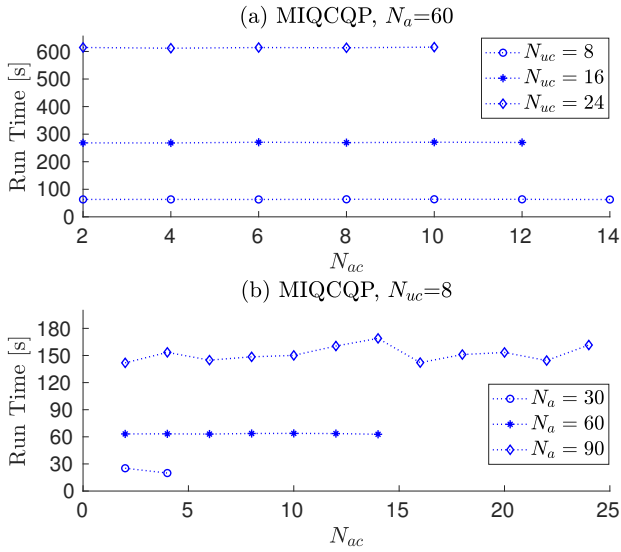 (a) MIQCQP, N_a=60
600
500
400
300
200
100
0
Run Time [s]
2 4 6 8 10 12 14
N_ac
N_uc = 8
N_uc = 16
N_uc = 24
(b) MIQCQP, N_uc=8
180
150
120
90
60
30
0
Run Time [s]
0 5 10 15 20 25
N_ac
N_a = 30
N_a = 60
N_a = 90